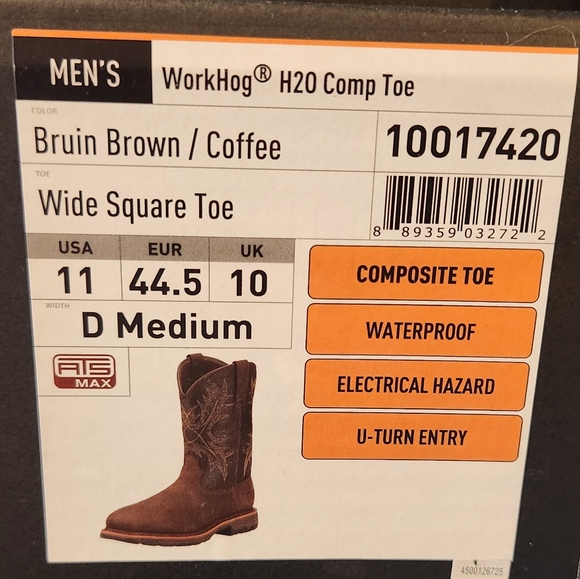 MEN'S
WorkHog® H20 Comp Toe
COLOR
Bruin Brown / Coffee
10017420
TOE
Wide Square Toe
8 89359 03272 2
USA EUR UK
11 44.5 10
WIDTH
D Medium
ATS
MAX
COMPOSITE TOE
WATERPROOF
ELECTRICAL HAZARD
U-TURN ENTRY
4500126725